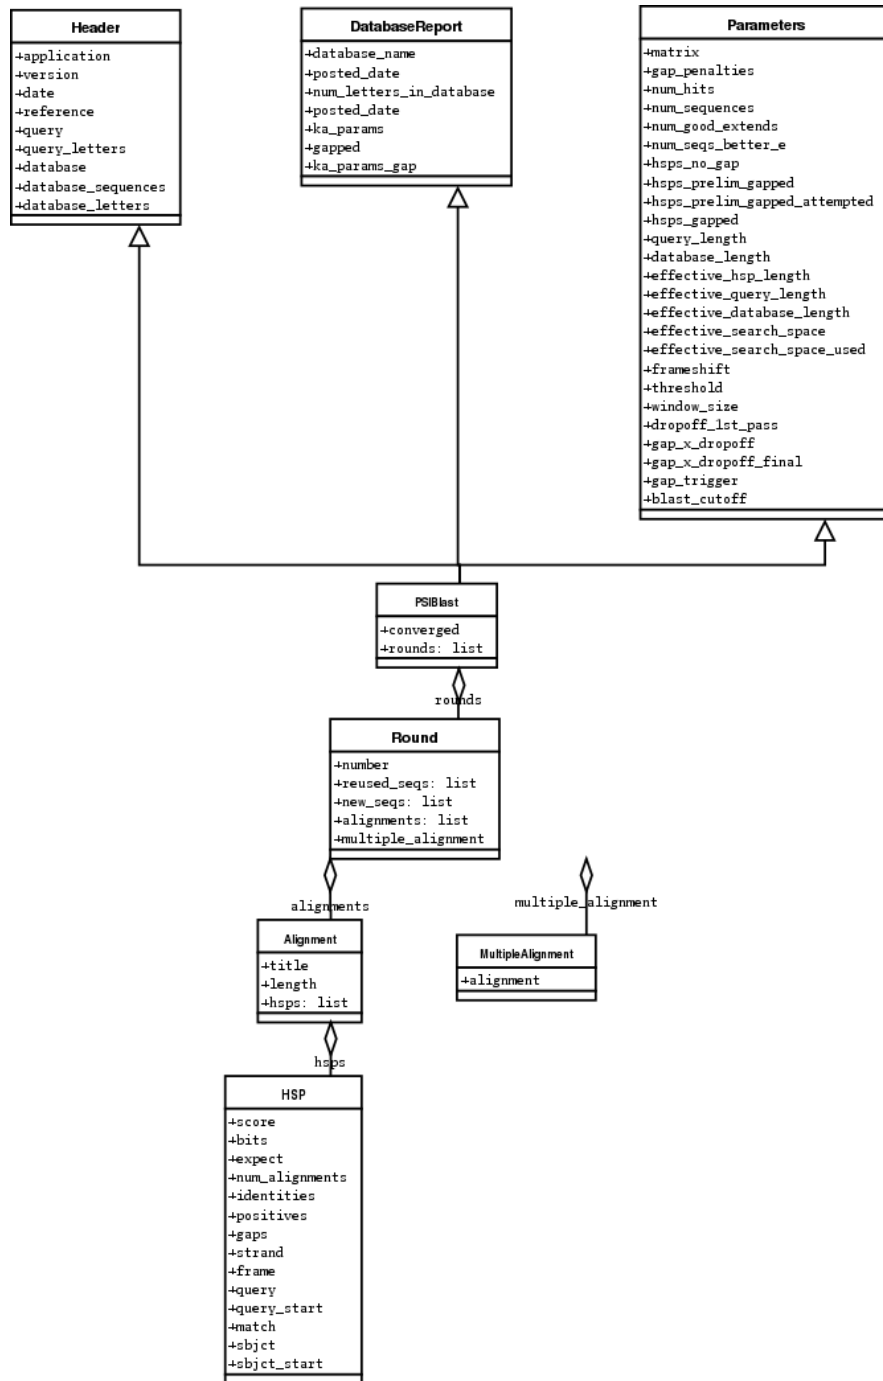 Header
+application
+version
+date
+reference
+query
+query_letters
+database
+database_sequences
+database_letters
DatabaseReport
+database_name
+posted_date
+num_letters_in_database
+posted_date
+ka_params
+gapped
+ka_params_gap
Parameters
+matrix
+gap_penalties
+num_hits
+num_sequences
+num_good_extends
+num_seqs_better_e
+hsps_no_gap
+hsps_prelim_gapped
+hsps_prelim_gapped_attempted
+hsps_gapped
+query_length
+database_length
+effective_hsp_length
+effective_query_length
+effective_database_length
+effective_search_space
+effective_search_space_used
+frameshift
+threshold
+window_size
+dropoff_1st_pass
+gap_x_dropoff
+gap_x_dropoff_final
+gap_trigger
+blast_cutoff
PSIBlast
+converged
+rounds: list
rounds
Round
+number
+reused_seqs: list
+new_seqs: list
+alignments: list
+multiple_alignment
alignments
multiple_alignment
Alignment
+title
+length
+hsps: list
MultipleAlignment
+alignment
hsps
HSP
+score
+bits
+expect
+num_alignments
+identities
+positives
+gaps
+strand
+frame
+query
+query_start
+match
+sbjct
+sbjct_start